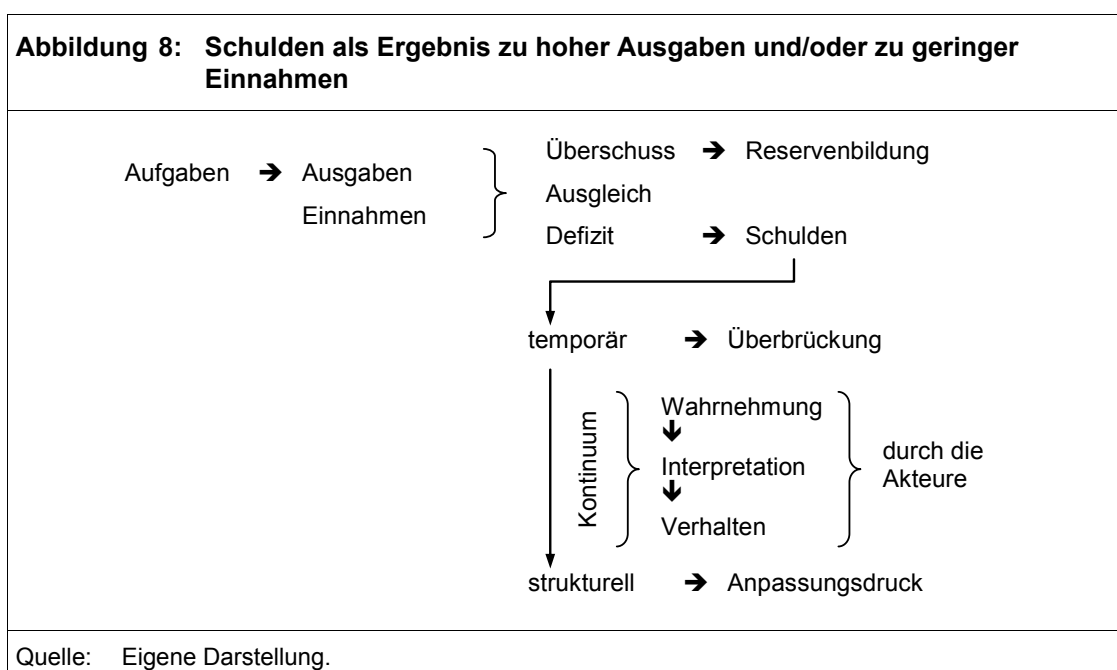 Abbildung 8: Schulden als Ergebnis zu hoher Ausgaben und/oder zu geringer
Einnahmen
Überschuss ➔ Reservenbildung
Aufgaben ➔ Ausgaben
Ausgleich
Einnahmen
Defizit ➔ Schulden
temporär ➔ Überbrückung
Kontinuum
Wahrnehmung
Interpretation
Verhalten
durch die
Akteure
strukturell ➔ Anpassungsdruck
Quelle: Eigene Darstellung.